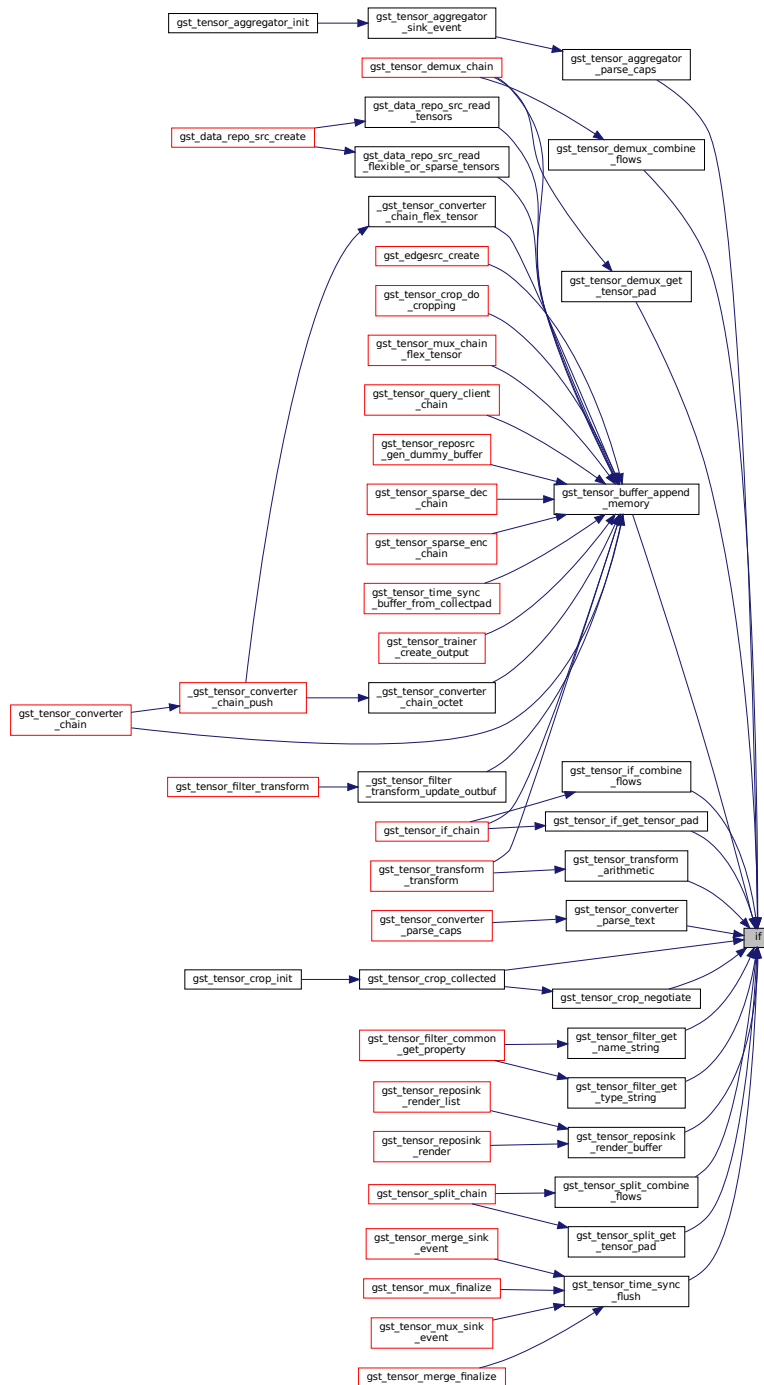 gst_tensor_aggregator_init
gst_tensor_aggregator
_sink_event
gst_tensor_aggregator
_parse_caps
gst_tensor_demux_chain
gst_data_repo_src_read
_tensors
gst_data_repo_src_create
gst_tensor_demux_combine
_flows
gst_data_repo_src_read
_flexible_or_sparse_tensors
_gst_tensor_converter
_chain_flex_tensor
gst_edgesrc_create
gst_tensor_demux_get
_tensor_pad
gst_tensor_crop_do
_cropping
gst_tensor_mux_chain
_flex_tensor
gst_tensor_query_client
_chain
gst_tensor_reposrc
_gen_dummy_buffer
gst_tensor_sparse_dec
_chain
gst_tensor_buffer_append
_memory
gst_tensor_sparse_enc
_chain
gst_tensor_time_sync
_buffer_from_collectpad
gst_tensor_trainer
_create_output
_gst_tensor_converter
_chain_push
_gst_tensor_converter
_chain_octet
gst_tensor_converter
_chain
gst_tensor_if_combine
_flows
gst_tensor_filter_transform
_gst_tensor_filter
_transform_update_outbuf
gst_tensor_if_get_tensor_pad
gst_tensor_if_chain
gst_tensor_transform
_arithmetic
gst_tensor_transform
_transform
gst_tensor_converter
_parse_text
gst_tensor_converter
_parse_caps
if
gst_tensor_crop_init
gst_tensor_crop_collected
gst_tensor_crop_negotiate
gst_tensor_filter_common
_get_property
gst_tensor_filter_get
_name_string
gst_tensor_filter_get
_type_string
gst_tensor_reposink
_render_list
gst_tensor_reposink
_render_buffer
gst_tensor_reposink
_render
gst_tensor_split_chain
gst_tensor_split_combine
_flows
gst_tensor_split_get
_tensor_pad
gst_tensor_merge_sink
_event
gst_tensor_mux_finalize
gst_tensor_time_sync
_flush
gst_tensor_mux_sink
_event
gst_tensor_merge_finalize